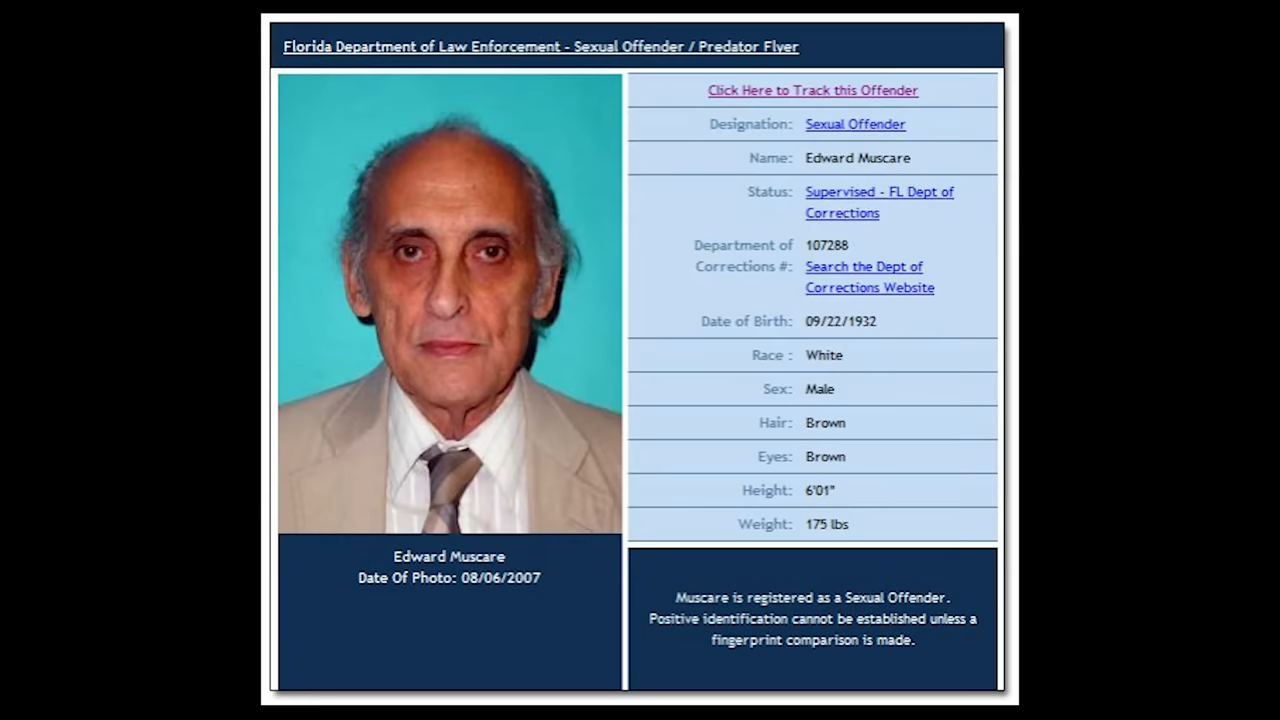 Florida Department of Law Enforcement - Sexual Offender / Predator Flyer
Click Here to Track this Offender
Designation: Sexual Offender
Name: Edward Muscare
Status: Supervised - FL Dept of
Corrections
Department of 107288
Corrections #: Search the Dept of
Corrections Website
Date of Birth: 09/22/1932
Race : White
Sex: Male
Hair: Brown
Eyes: Brown
Height: 6'01"
Weight: 175 lbs
Edward Muscare
Date Of Photo: 08/06/2007
Muscare is registered as a Sexual Offender.
Positive identification cannot be established unless a
fingerprint comparison is made.